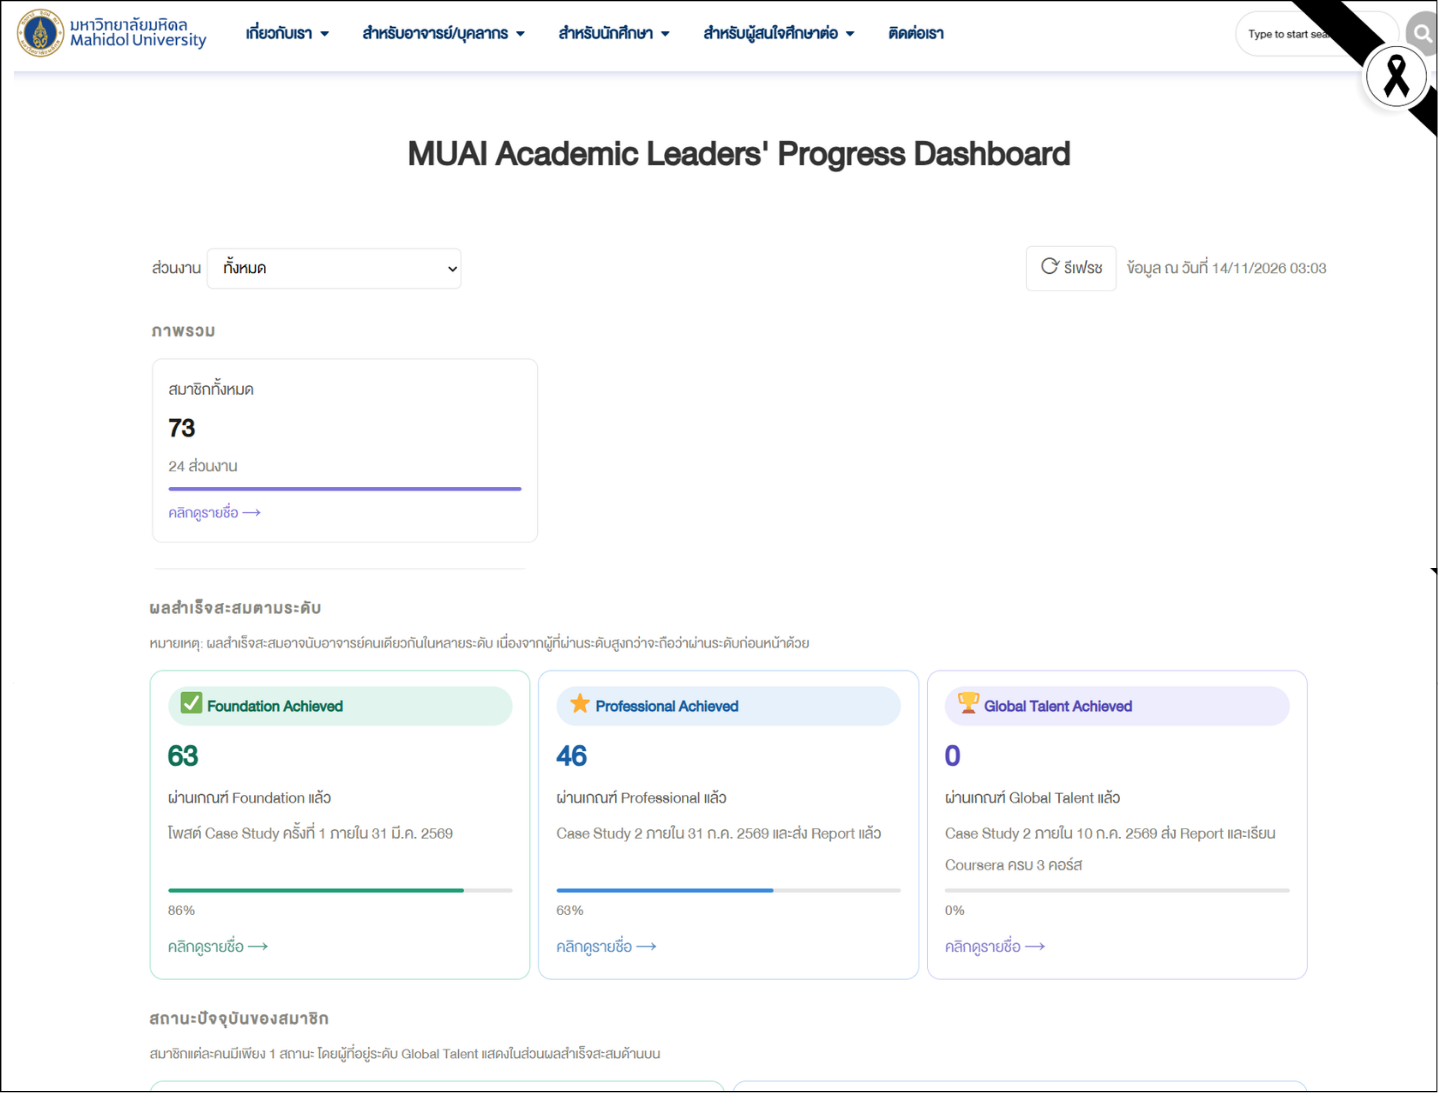 มหาวิทยาลัยมหิดล
Mahidol University
เกี่ยวกับเรา
สำหรับอาจารย์/บุคลากร
สำหรับนักศึกษา
สำหรับผู้สนใจศึกษาต่อ
ติดต่อเรา
Type to start
MUAI Academic Leaders' Progress Dashboard
ส่วนงาน
ทั้งหมด
รีเฟรช
ข้อมูล ณ วันที่ 14/11/2026 03:03
ภาพรวม
สมาชิกทั้งหมด
73
24 ส่วนงาน
คลิกดูรายชื่อ →
ผลสำเร็จสะสมตามระดับ
หมายเหตุ: ผลสำเร็จสะสมอาจนับอาจารย์คนเดียวกันในหลายระดับ เนื่องจากผู้ที่ผ่านระดับสูงกว่าจะถือว่าผ่านระดับก่อนหน้าด้วย
Foundation Achieved
63
ผ่านเกณฑ์ Foundation แล้ว
โพสต์ Case Study ครั้งที่ 1 ภายใน 31 มี.ค. 2569
86%
คลิกดูรายชื่อ →
Professional Achieved
46
ผ่านเกณฑ์ Professional แล้ว
Case Study 2 ภายใน 31 ก.ค. 2569 และส่ง Report แล้ว
63%
คลิกดูรายชื่อ →
Global Talent Achieved
0
ผ่านเกณฑ์ Global Talent แล้ว
Case Study 2 ภายใน 10 ก.ค. 2569 ส่ง Report และเรียน
Coursera ครบ 3 คอร์ส
0%
คลิกดูรายชื่อ →
สถานะปัจจุบันของสมาชิก
สมาชิกแต่ละคนมีเพียง 1 สถานะ โดยผู้ที่อยู่ระดับ Global Talent แสดงในส่วนผลสำเร็จสะสมด้านบน